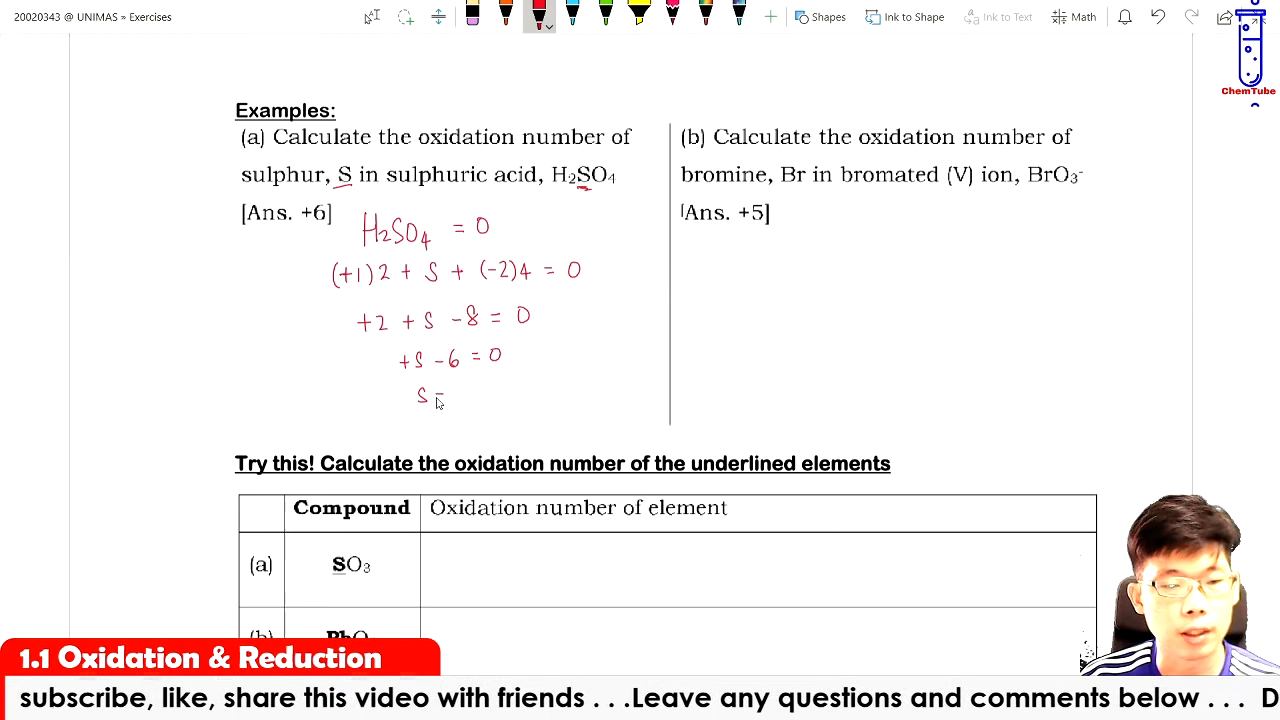 20020343 @ UNIMAS » Exercises
Shapes
Ink to Shape
Ink to Text
Math
ChemTube
Examples:
(a) Calculate the oxidation number of
sulphur, S in sulphuric acid, H₂SO₄
[Ans. +6]
H₂SO₄ = 0
(+1)2 + S + (-2)4 = 0
+2 + S -8 = 0
+S -6 = 0
S =
(b) Calculate the oxidation number of
bromine, Br in bromated (V) ion, BrO₃⁻
[Ans. +5]
Try this! Calculate the oxidation number of the underlined elements
Compound Oxidation number of element
(a) SO₃
(b) PbO
1.1 Oxidation & Reduction
subscribe, like, share this video with friends . . .Leave any questions and comments below . . . D